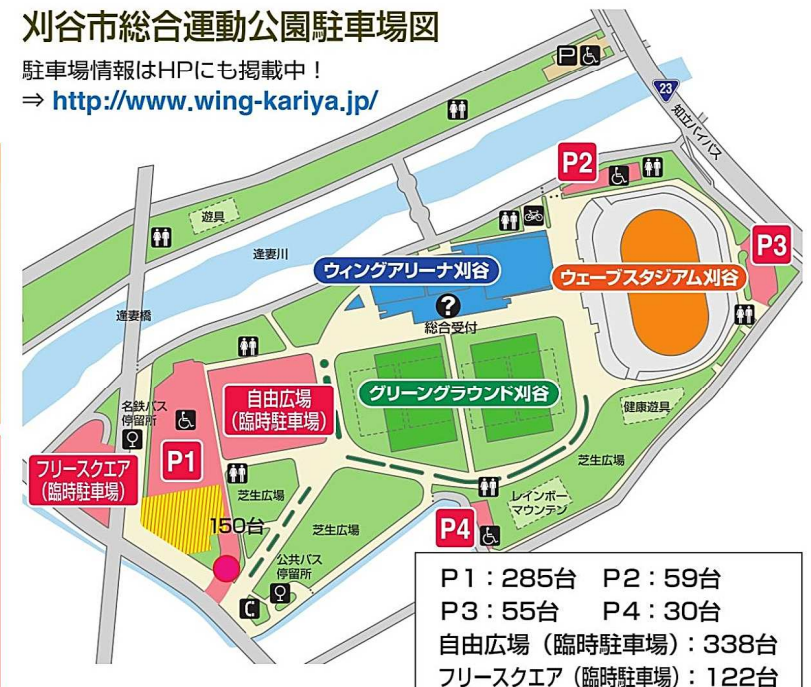 刈谷市総合運動公園駐車場図
駐車場情報はHPにも掲載中！
⇒ http://www.wing-kariya.jp/
P
23
知立バイパス
P2
遊具
逢妻川
P3
ウィングアリーナ刈谷
ウェーブスタジアム刈谷
?
総合受付
逢妻橋
グリーングラウンド刈谷
自由広場
（臨時駐車場）
健康遊具
名鉄バス
停留所
P1
フリースクエア
（臨時駐車場）
芝生広場
芝生広場
レインボー
マウンテン
150台
芝生広場
P4
公共バス
停留所
P1：285台 P2：59台
P3：55台 P4：30台
自由広場（臨時駐車場）：338台
フリースクエア（臨時駐車場）：122台